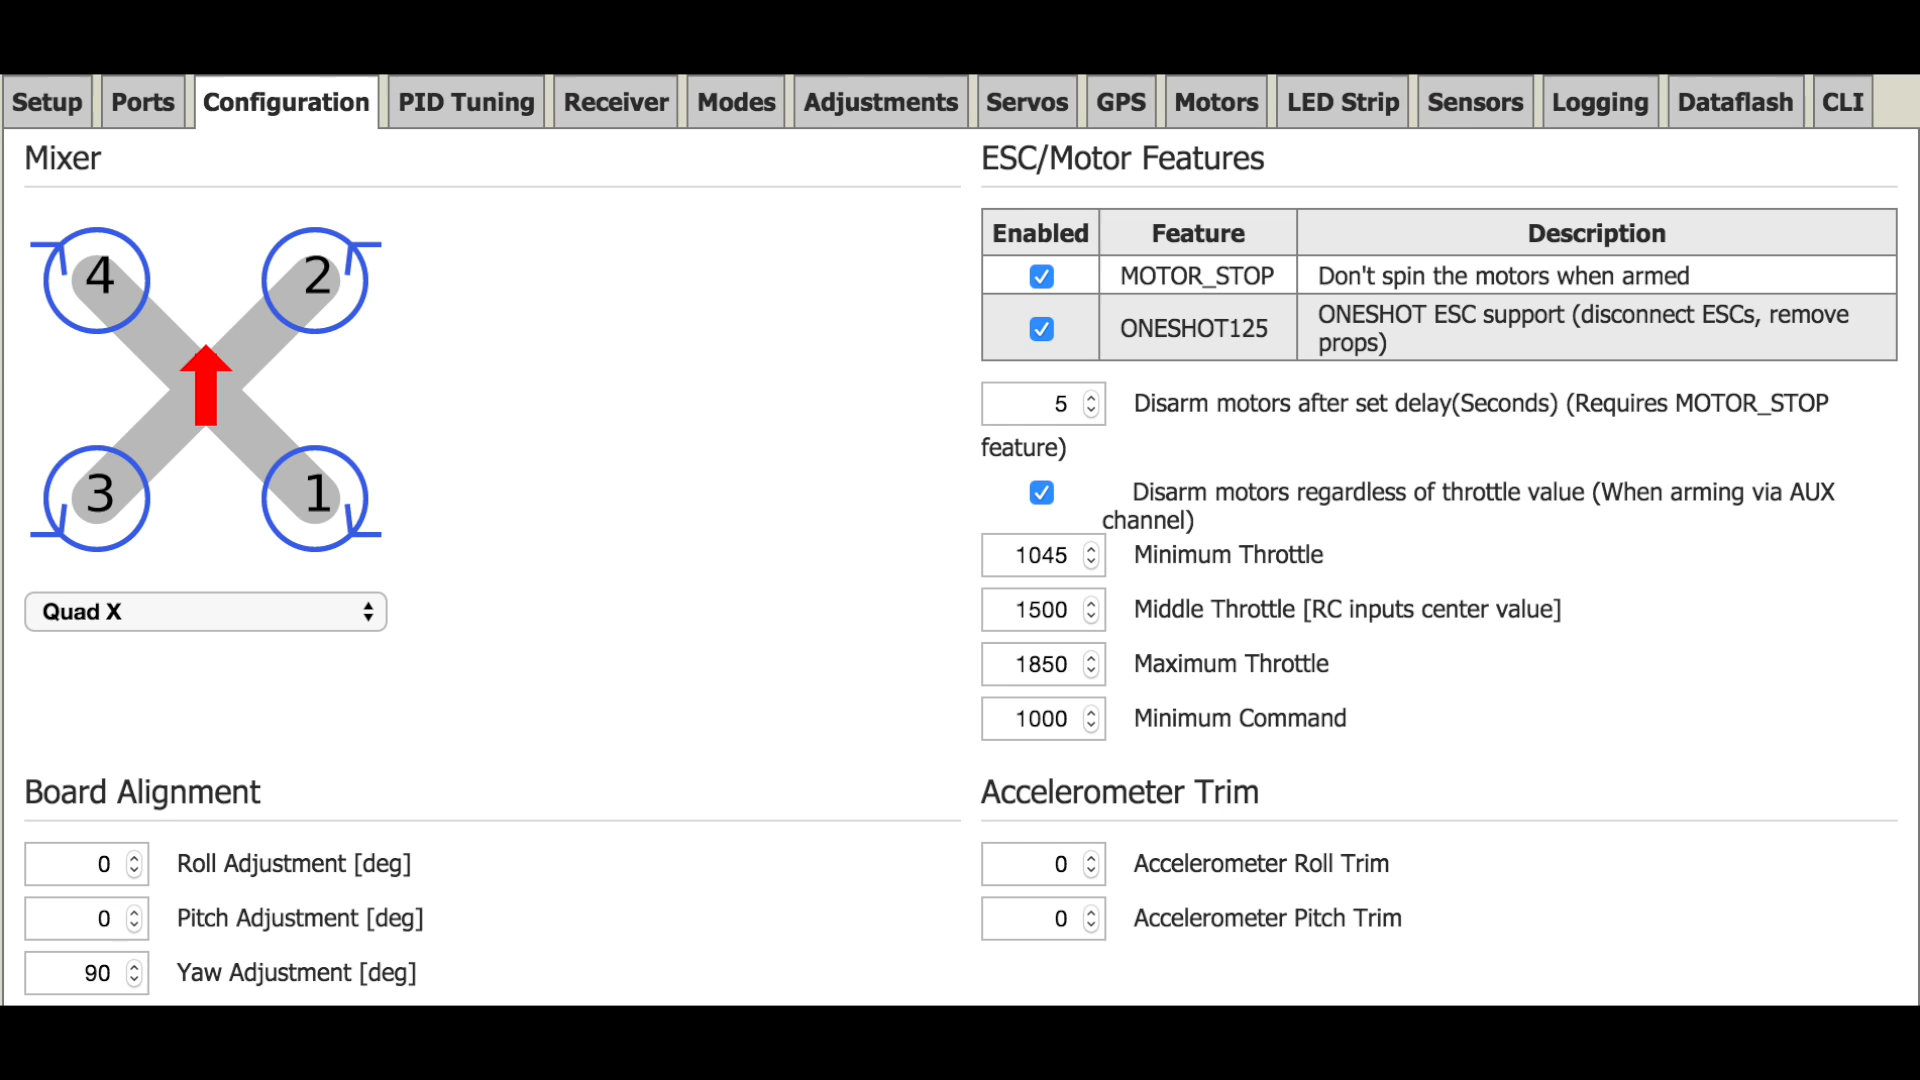 Setup Ports Configuration PID Tuning Receiver Modes Adjustments Servos GPS Motors LED Strip Sensors Logging Dataflash CLI
Mixer
4 2
3 1
Quad X
ESC/Motor Features
Enabled Feature Description
MOTOR_STOP Don't spin the motors when armed
ONESHOT125 ONESHOT ESC support (disconnect ESCs, remove
props)
5 Disarm motors after set delay(Seconds) (Requires MOTOR_STOP
feature)
Disarm motors regardless of throttle value (When arming via AUX
channel)
1045 Minimum Throttle
1500 Middle Throttle [RC inputs center value]
1850 Maximum Throttle
1000 Minimum Command
Board Alignment
0 Roll Adjustment [deg]
0 Pitch Adjustment [deg]
90 Yaw Adjustment [deg]
Accelerometer Trim
0 Accelerometer Roll Trim
0 Accelerometer Pitch Trim